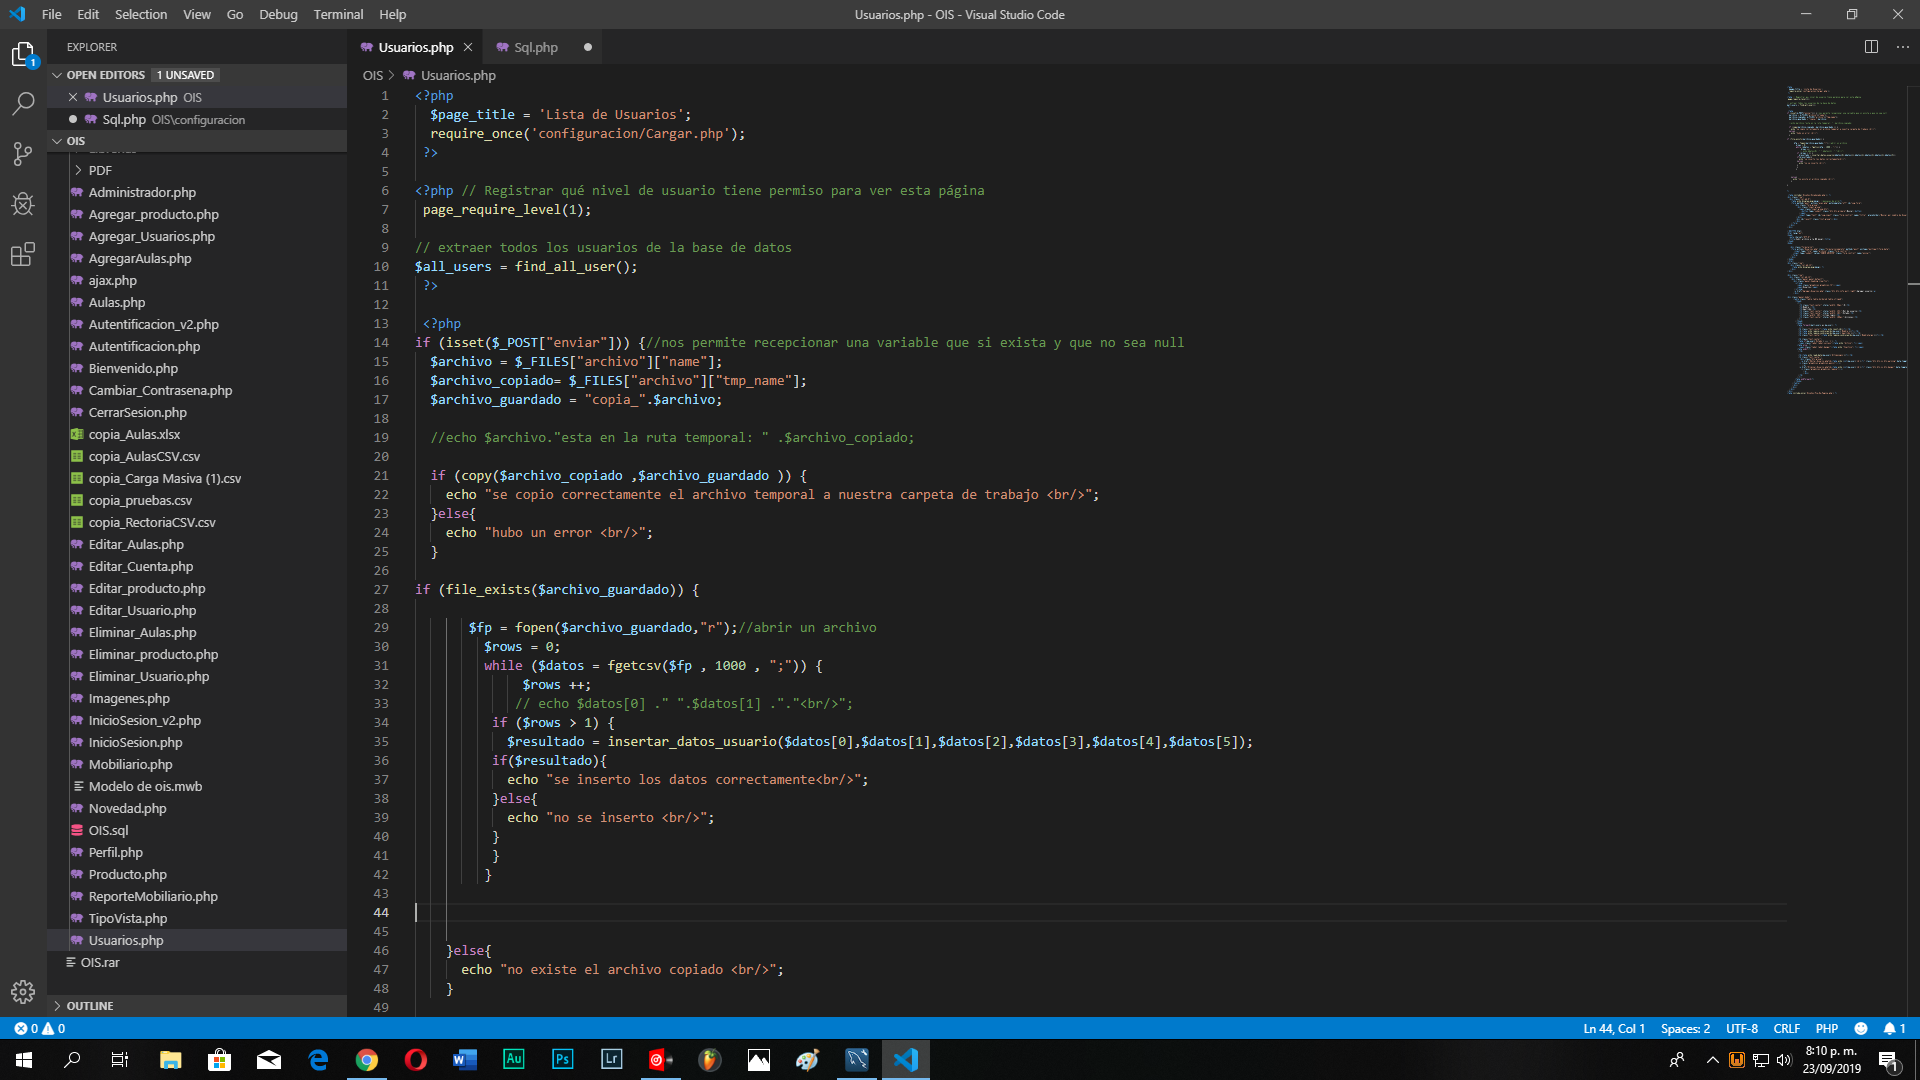 File Edit Selection View Go Debug Terminal Help
Usuarios.php - OIS - Visual Studio Code
1
EXPLORER
OPEN EDITORS 1 UNSAVED
Usuarios.php OIS
Sql.php OIS\configuracion
OIS
PDF
Administrador.php
Agregar_producto.php
Agregar_Usuarios.php
AgregarAulas.php
ajax.php
Aulas.php
Autentificacion_v2.php
Autentificacion.php
Bienvenido.php
Cambiar_Contrasena.php
CerrarSesion.php
copia_Aulas.xlsx
copia_AulasCSV.csv
copia_Carga Masiva (1).csv
copia_pruebas.csv
copia_RectoriaCSV.csv
Editar_Aulas.php
Editar_Cuenta.php
Editar_producto.php
Editar_Usuario.php
Eliminar_Aulas.php
Eliminar_producto.php
Eliminar_Usuario.php
Imagenes.php
InicioSesion_v2.php
InicioSesion.php
Mobiliario.php
Modelo de ois.mwb
Novedad.php
OIS.sql
Perfil.php
Producto.php
ReporteMobiliario.php
TipoVista.php
Usuarios.php
OIS.rar
OUTLINE
Usuarios.php Sql.php
OIS > Usuarios.php
1 <?php
2 $page_title = 'Lista de Usuarios';
3 require_once('configuracion/Cargar.php');
4 ?>
5
6 <?php // Registrar qué nivel de usuario tiene permiso para ver esta página
7 page_require_level(1);
8
9 // extraer todos los usuarios de la base de datos
10 $all_users = find_all_user();
11 ?>
12
13 <?php
14 if (isset($_POST["enviar"])) {//nos permite recepcionar una variable que si exista y que no sea null
15 $archivo = $_FILES["archivo"]["name"];
16 $archivo_copiado= $_FILES["archivo"]["tmp_name"];
17 $archivo_guardado = "copia_".$archivo;
18
19 //echo $archivo."esta en la ruta temporal: " .$archivo_copiado;
20
21 if (copy($archivo_copiado ,$archivo_guardado )) {
22 echo "se copio correctamente el archivo temporal a nuestra carpeta de trabajo <br/>";
23 }else{
24 echo "hubo un error <br/>";
25 }
26
27 if (file_exists($archivo_guardado)) {
28
29 $fp = fopen($archivo_guardado,"r");//abrir un archivo
30 $rows = 0;
31 while ($datos = fgetcsv($fp , 1000 , ";")) {
32 $rows ++;
33 // echo $datos[0] ." ".$datos[1] ."."<br/>";
34 if ($rows > 1) {
35 $resultado = insertar_datos_usuario($datos[0],$datos[1],$datos[2],$datos[3],$datos[4],$datos[5]);
36 if($resultado){
37 echo "se inserto los datos correctamente<br/>";
38 }else{
39 echo "no se inserto <br/>";
40 }
41 }
42 }
43
44
45
46 }else{
47 echo "no existe el archivo copiado <br/>";
48 }
49
0 0
Ln 44, Col 1 Spaces: 2 UTF-8 CRLF PHP 1
Au Ps Lr
8:10 p. m.
23/09/2019
1